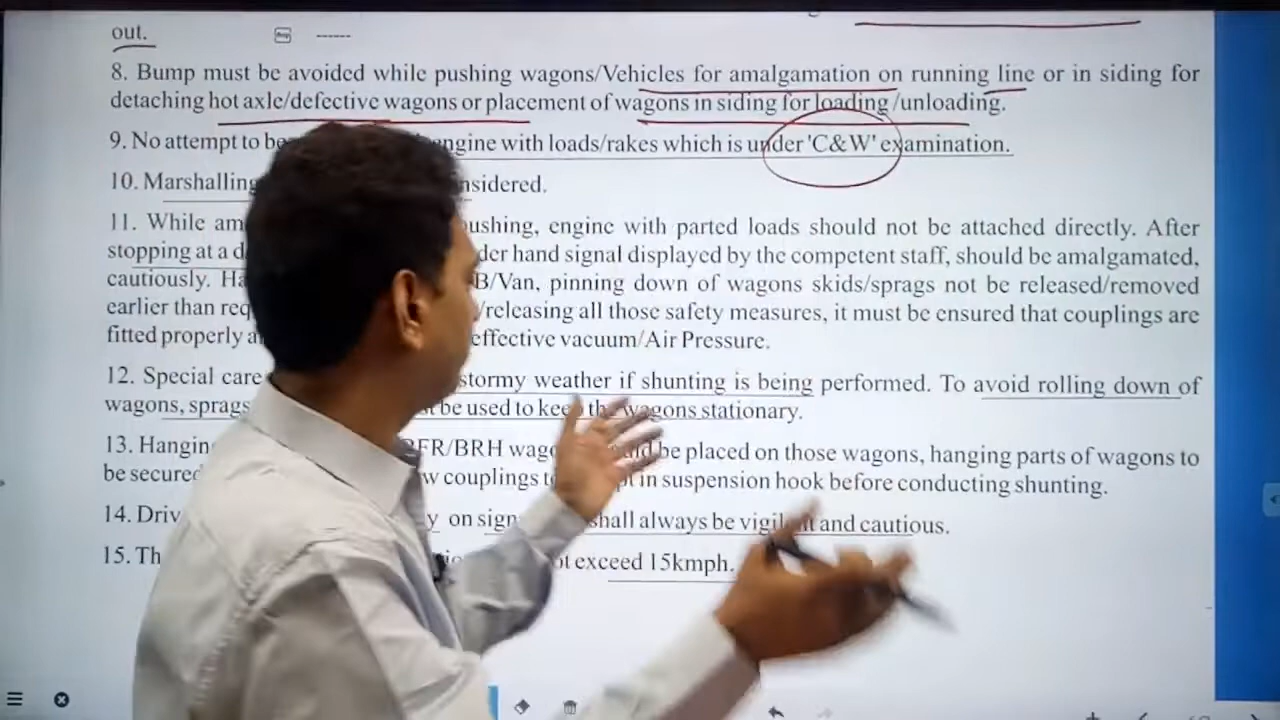 out.
8. Bump must be avoided while pushing wagons/Vehicles for amalgamation on running line or in siding for
detaching hot axle/defective wagons or placement of wagons in siding for loading /unloading.
9. No attempt to be engine with loads/rakes which is under 'C&W' examination.
10. Marshalling nsidered.
11. While am pushing, engine with parted loads should not be attached directly. After
stopping at a d der hand signal displayed by the competent staff, should be amalgamated,
cautiously. Ha B/Van, pinning down of wagons skids/sprags not be released/removed
earlier than req /releasing all those safety measures, it must be ensured that couplings are
fitted properly a effective vacuum/Air Pressure.
12. Special care stormy weather if shunting is being performed. To avoid rolling down of
wagons, sprags t be used to keep the wagons stationary.
13. Hanging FR/BRH wago be placed on those wagons, hanging parts of wagons to
be secured w couplings in suspension hook before conducting shunting.
14. Driv y on sign shall always be vigilant and cautious.
15. Th ot exceed 15kmph.